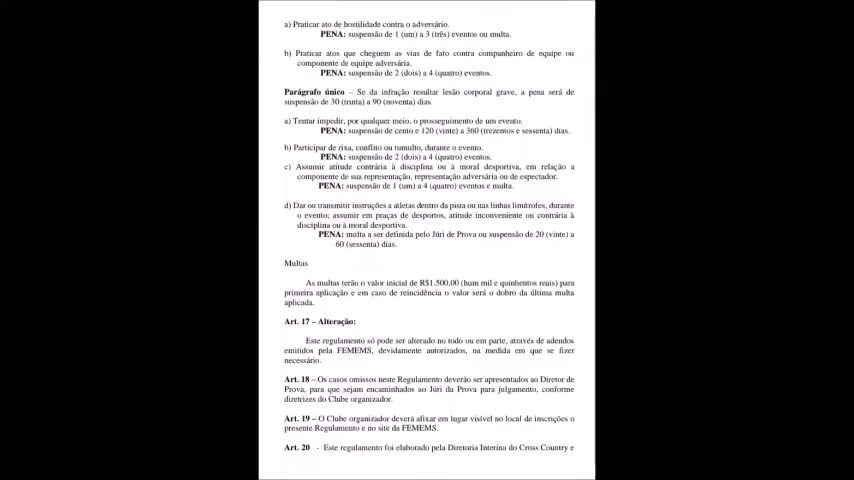 a) Praticar ato de hostilidade contra o adversário.
PENA: suspensão de 1 (um) a 3 (três) eventos ou multa.
b) Praticar atos que cheguem as vias de fato contra companheiro de equipe ou
componente de equipe adversária.
PENA: suspensão de 2 (dois) a 4 (quatro) eventos.
Parágrafo único – Se da infração resultar lesão corporal grave, a pena será de
suspensão de 30 (trinta) a 90 (noventa) dias.
a) Tentar impedir, por qualquer meio, o prosseguimento de um evento.
PENA: suspensão de cento e 120 (vinte) a 360 (trezentos e sessenta) dias.
b) Participar de rixa, conflito ou tumulto, durante o evento.
PENA: suspensão de 2 (dois) a 4 (quatro) eventos.
c) Assumir atitude contrária à disciplina ou à moral desportiva, em relação a
componente de sua representação, representação adversária ou de espectador.
PENA: suspensão de 1 (um) a 4 (quatro) eventos e multa.
d) Dar ou transmitir instruções a atletas dentro da pista ou nas linhas limítrofes, durante
o evento; assumir em praças de desportos, atitude inconveniente ou contrária à
disciplina ou à moral desportiva.
PENA: multa a ser definida pelo Júri de Prova ou suspensão de 20 (vinte) a
60 (sessenta) dias.
Multas
As multas terão o valor inicial de R$1.500,00 (hum mil e quinhentos reais) para
primeira aplicação e em caso de reincidência o valor será o dobro da última multa
aplicada.
Art. 17 – Alteração:
Este regulamento só pode ser alterado no todo ou em parte, através de adendos
emitidos pela FEMEMS, devidamente autorizados, na medida em que se fizer
necessário.
Art. 18 – Os casos omissos neste Regulamento deverão ser apresentados ao Diretor de
Prova, para que sejam encaminhados ao Júri da Prova para julgamento, conforme
diretrizes do Clube organizador.
Art. 19 – O Clube organizador deverá afixar em lugar visível no local de inscrições o
presente Regulamento e no site da FEMEMS.
Art. 20 - Este regulamento foi elaborado pela Diretoria Interina do Cross Country e